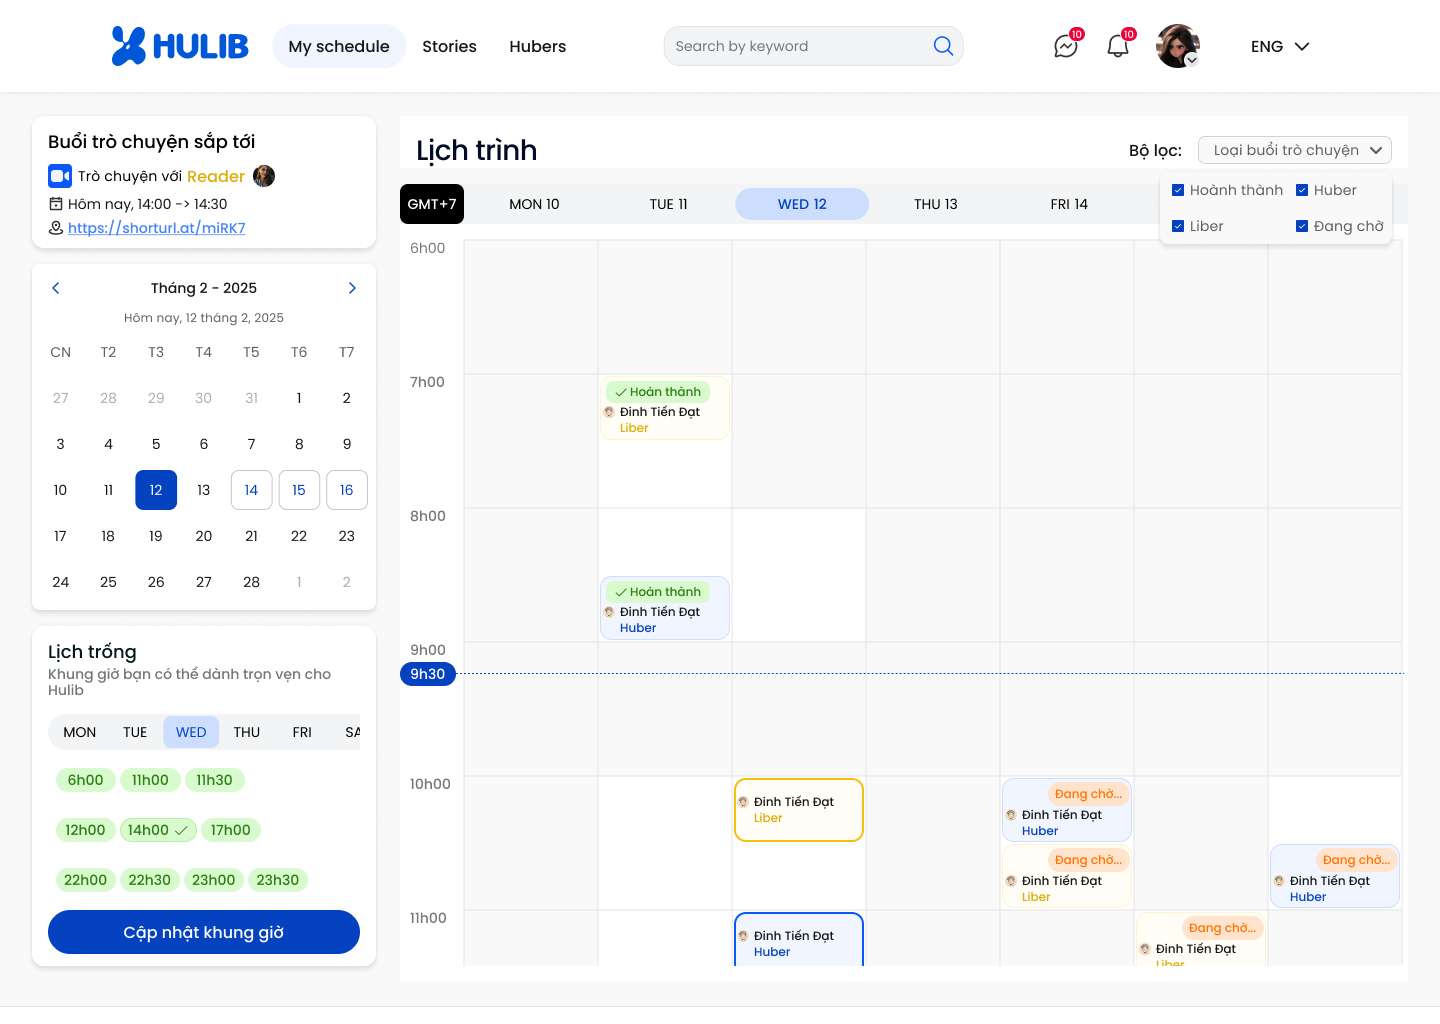 HULIB
My schedule
Stories
Hubers
Search by keyword
10
10
ENG
Buổi trò chuyện sắp tới
Trò chuyện với Reader
Hôm nay, 14:00 -> 14:30
https://shorturl.at/miRK7
Tháng 2 - 2025
Hôm nay, 12 tháng 2, 2025
CN T2 T3 T4 T5 T6 T7
27 28 29 30 31 1 2
3 4 5 6 7 8 9
10 11 12 13 14 15 16
17 18 19 20 21 22 23
24 25 26 27 28 1 2
Lịch trống
Khung giờ bạn có thể dành trọn vẹn cho
Hulib
MON TUE WED THU FRI SA
6h00 11h00 11h30
12h00 14h00 17h00
22h00 22h30 23h00 23h30
Cập nhật khung giờ
Lịch trình
Bộ lọc:
Loại buổi trò chuyện
Hoành thành Huber
Liber Đang chờ
GMT+7 MON 10 TUE 11 WED 12 THU 13 FRI 14
6h00
7h00
Hoàn thành
Đinh Tiến Đạt
Liber
8h00
Hoàn thành
Đinh Tiến Đạt
Huber
9h00
9h30
10h00
Đinh Tiến Đạt
Liber
Đang chờ...
Đinh Tiến Đạt
Huber
Đang chờ...
Đinh Tiến Đạt
Liber
Đang chờ...
Đinh Tiến Đạt
Huber
11h00
Đinh Tiến Đạt
Huber
Đang chờ...
Đinh Tiến Đạt
Liber